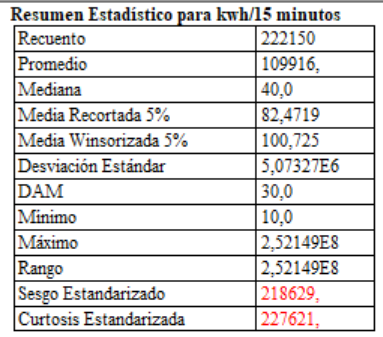 Resumen Estadístico para kwh/15 minutos
Recuento 222150
Promedio 109916,
Mediana 40,0
Media Recortada 5% 82,4719
Media Winsorizada 5% 100,725
Desviación Estándar 5,07327E6
DAM 30,0
Mínimo 10,0
Máximo 2,52149E8
Rango 2,52149E8
Sesgo Estandarizado 218629,
Curtosis Estandarizada 227621,